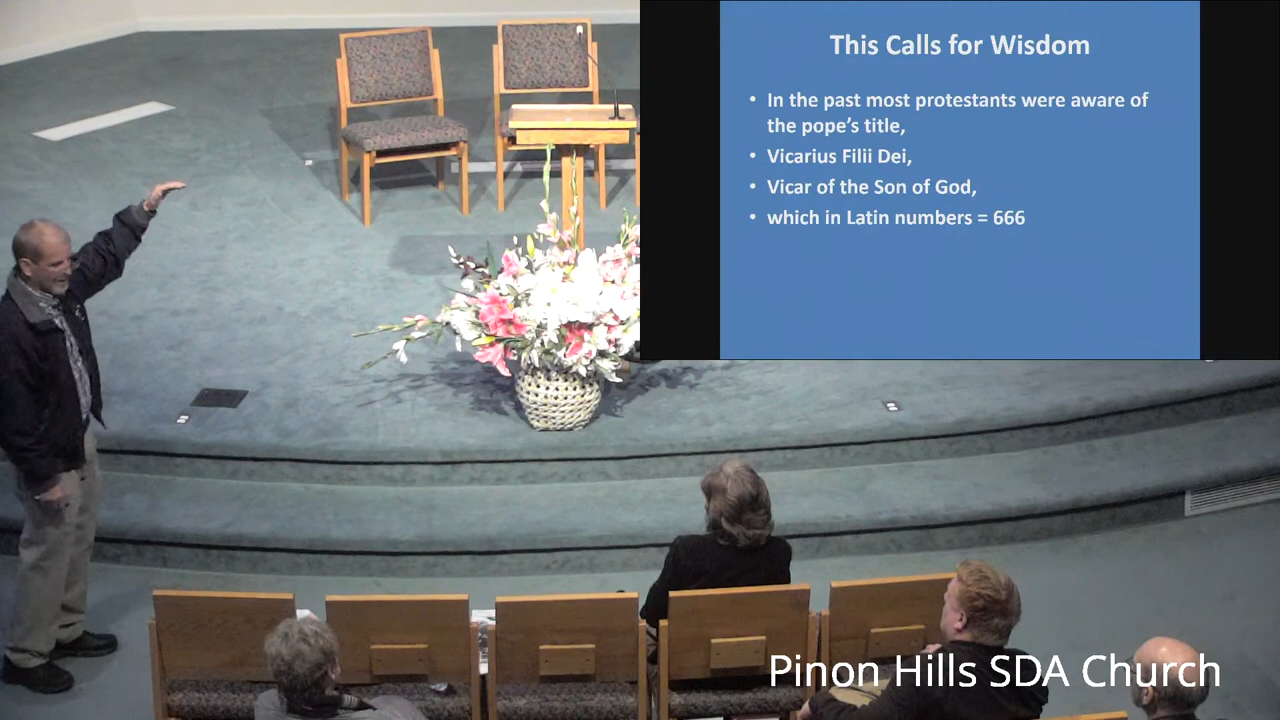 This Calls for Wisdom
• In the past most protestants were aware of
the pope's title,
• Vicarius Filii Dei,
• Vicar of the Son of God,
• which in Latin numbers = 666
Pinon Hills SDA Church